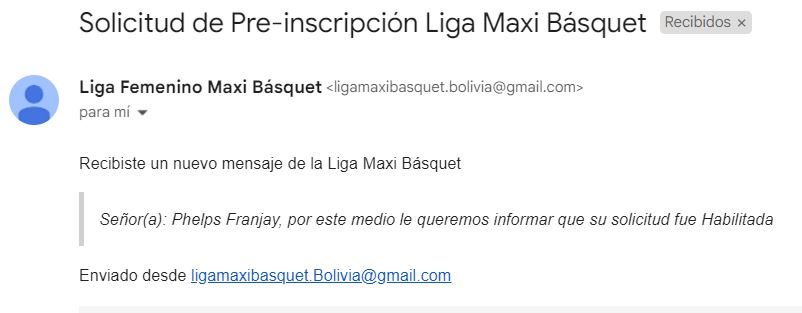 Solicitud de Pre-inscripción Liga Maxi Básquet Recibidos ×
Liga Femenino Maxi Básquet <ligamaxibasquet.bolivia@gmail.com>
para mí
Recibiste un nuevo mensaje de la Liga Maxi Básquet
Señor(a): Phelps Franjay, por este medio le queremos informar que su solicitud fue Habilitada
Enviado desde ligamaxibasquet.Bolivia@gmail.com